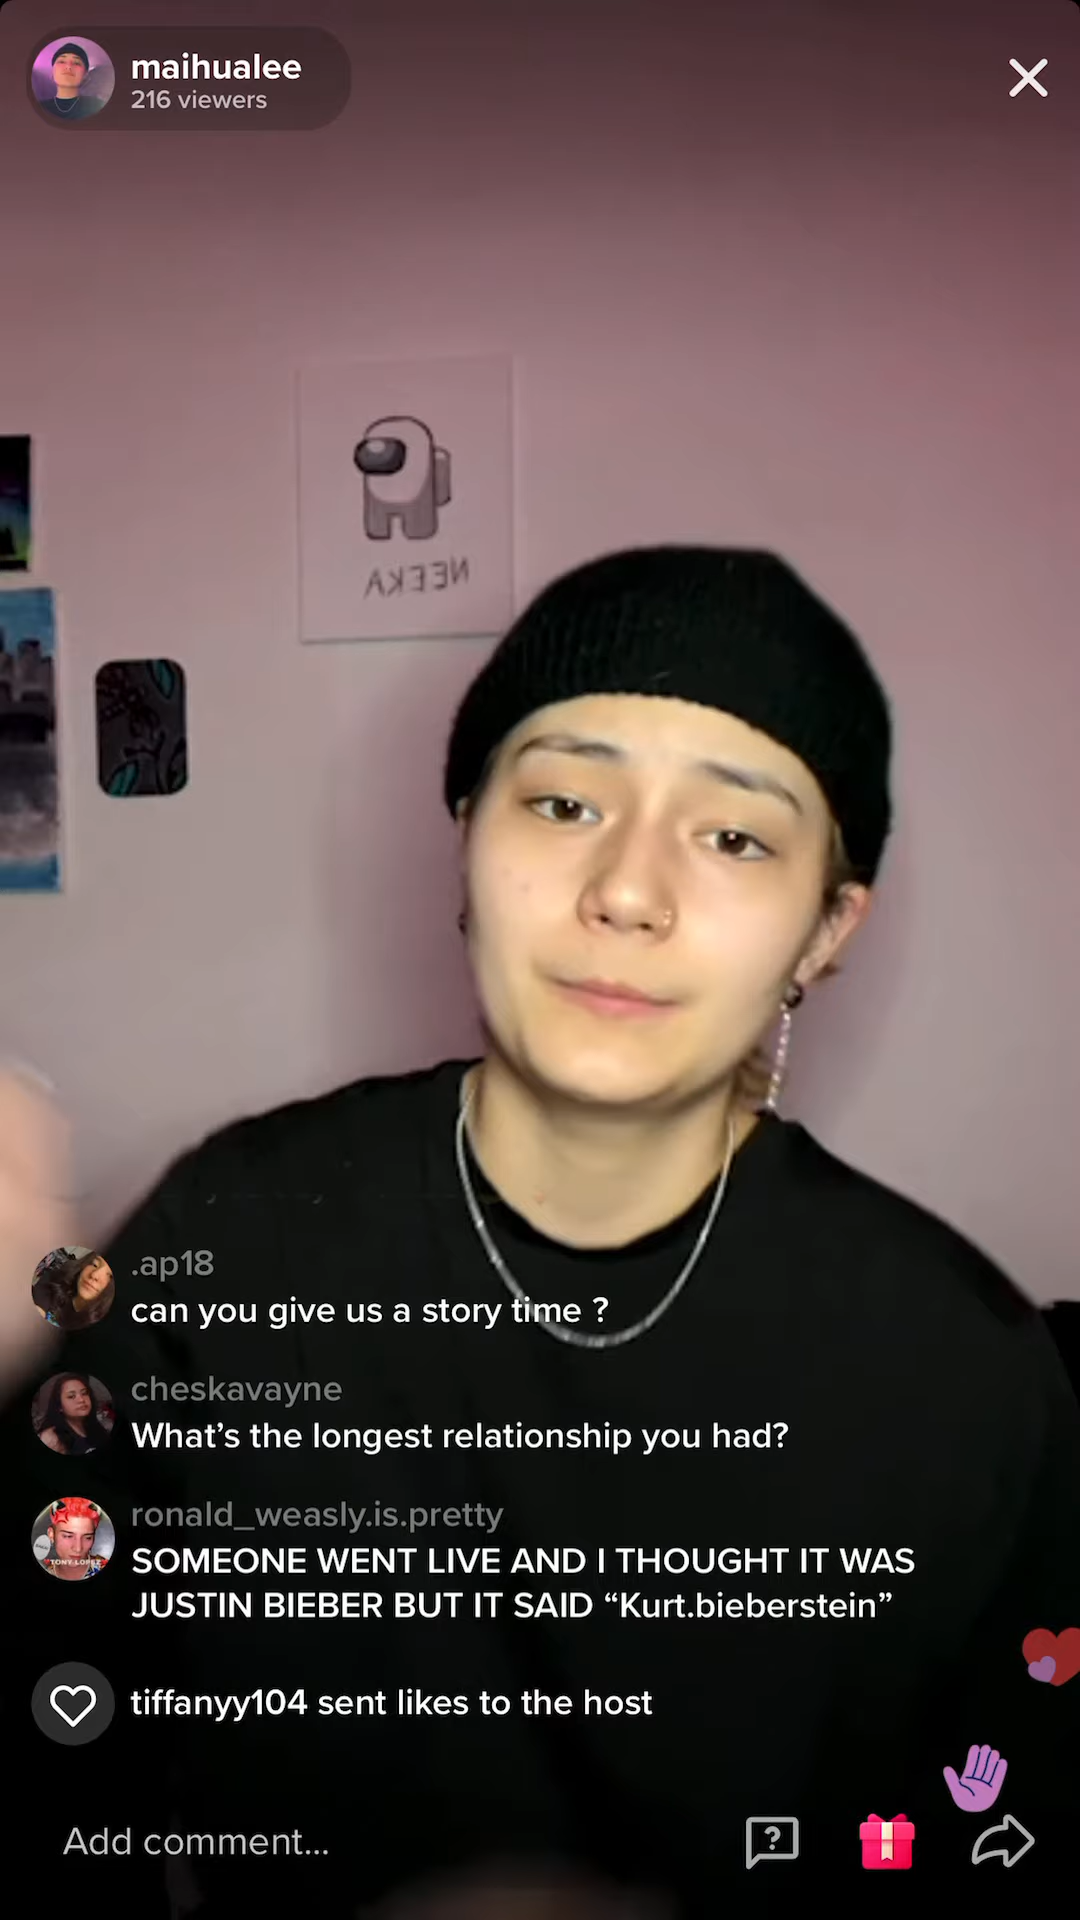 maihualee
216 viewers
NEEKA
.ap18
can you give us a story time ?
cheskavayne
What’s the longest relationship you had?
ronald_weasly.is.pretty
TONY LOPEZ
SOMEONE WENT LIVE AND I THOUGHT IT WAS
JUSTIN BIEBER BUT IT SAID “Kurt.bieberstein”
tiffanyy104 sent likes to the host
Add comment...
?